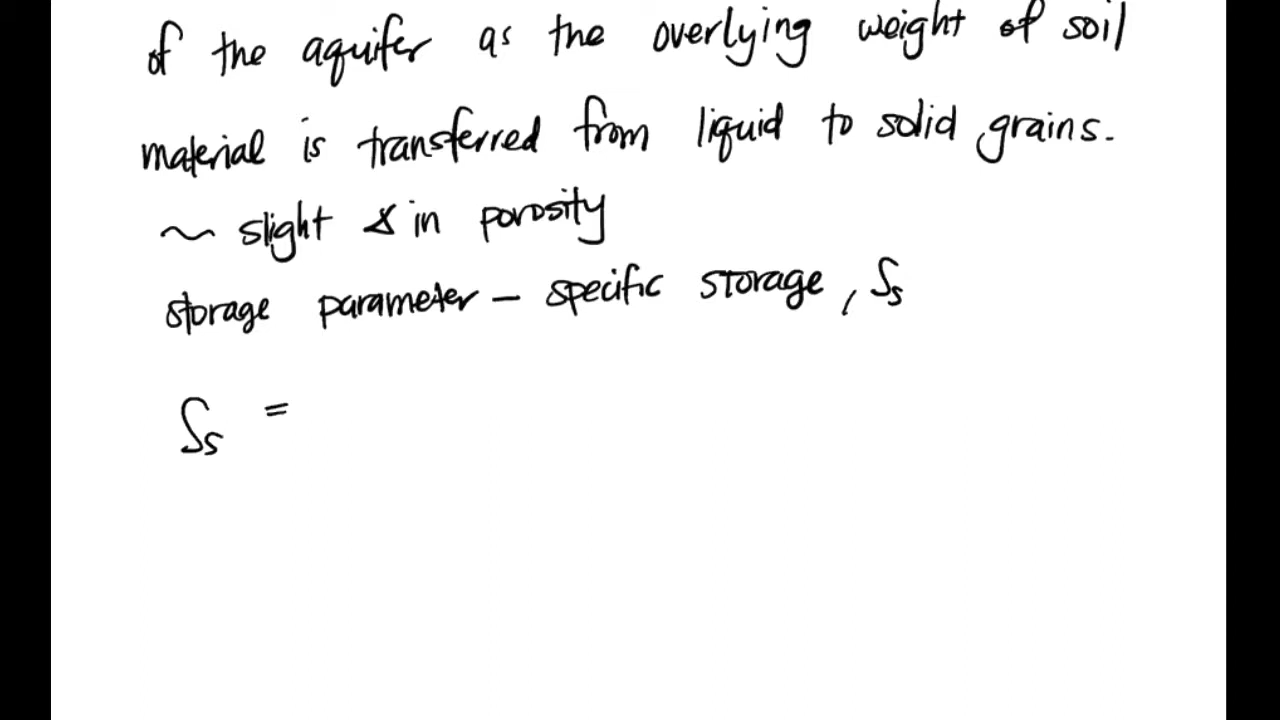 of the aquifer as the overlying weight of soil
material is transferred from liquid to solid grains.
~ slight in porosity
storage parameter - specific storage, Ss
Ss =